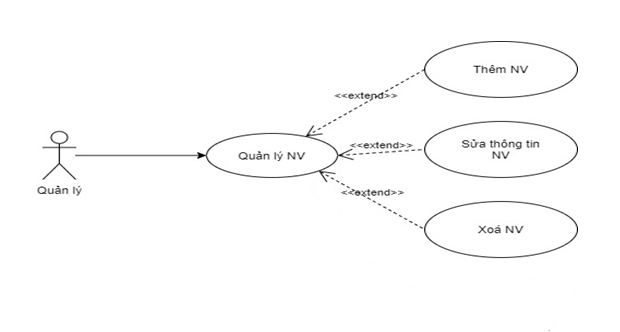 Thêm NV
<<extend>>
Quản lý
Quản lý NV
<<extend>>
Sửa thông tin
NV
<<extend>>
Xoá NV